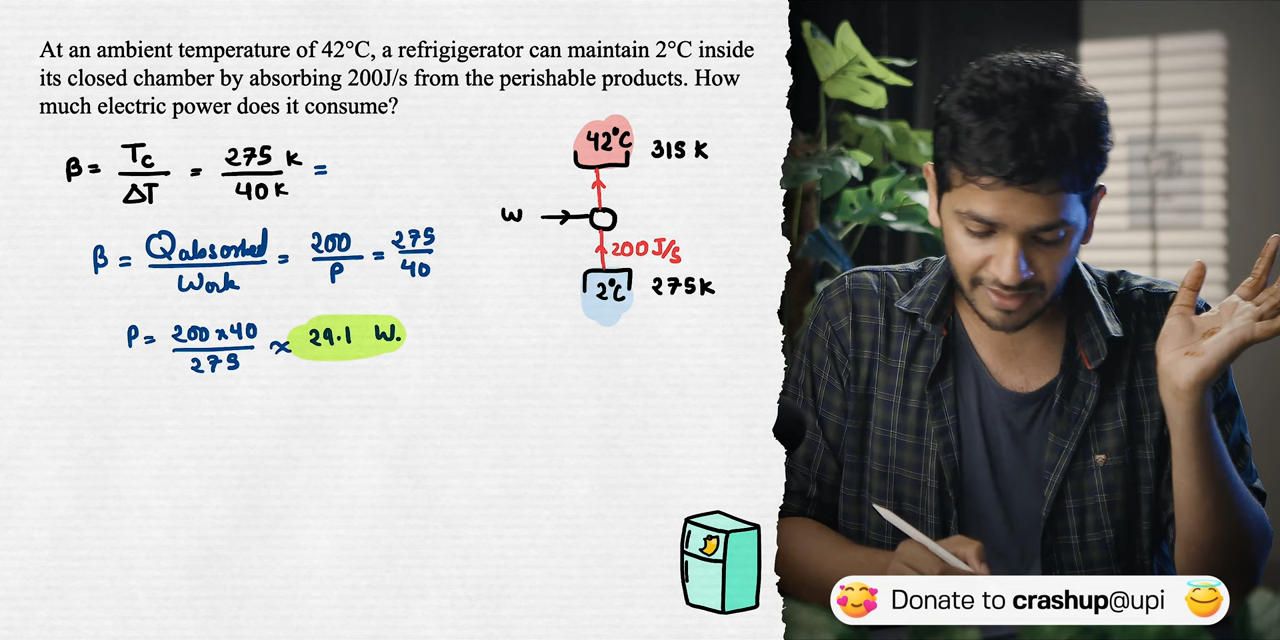 At an ambient temperature of 42°C, a refrigigerator can maintain 2°C inside
its closed chamber by absorbing 200J/s from the perishable products. How
much electric power does it consume?
β = Tc/ΔT = 275 K/40 K =
β = Qabsorbed/Work = 200/P = 275/40
P = 200×40/275 ≈ 29.1 W.
42°C 315 K
W
200 J/s
2°C 275K
Donate to crashup@upi